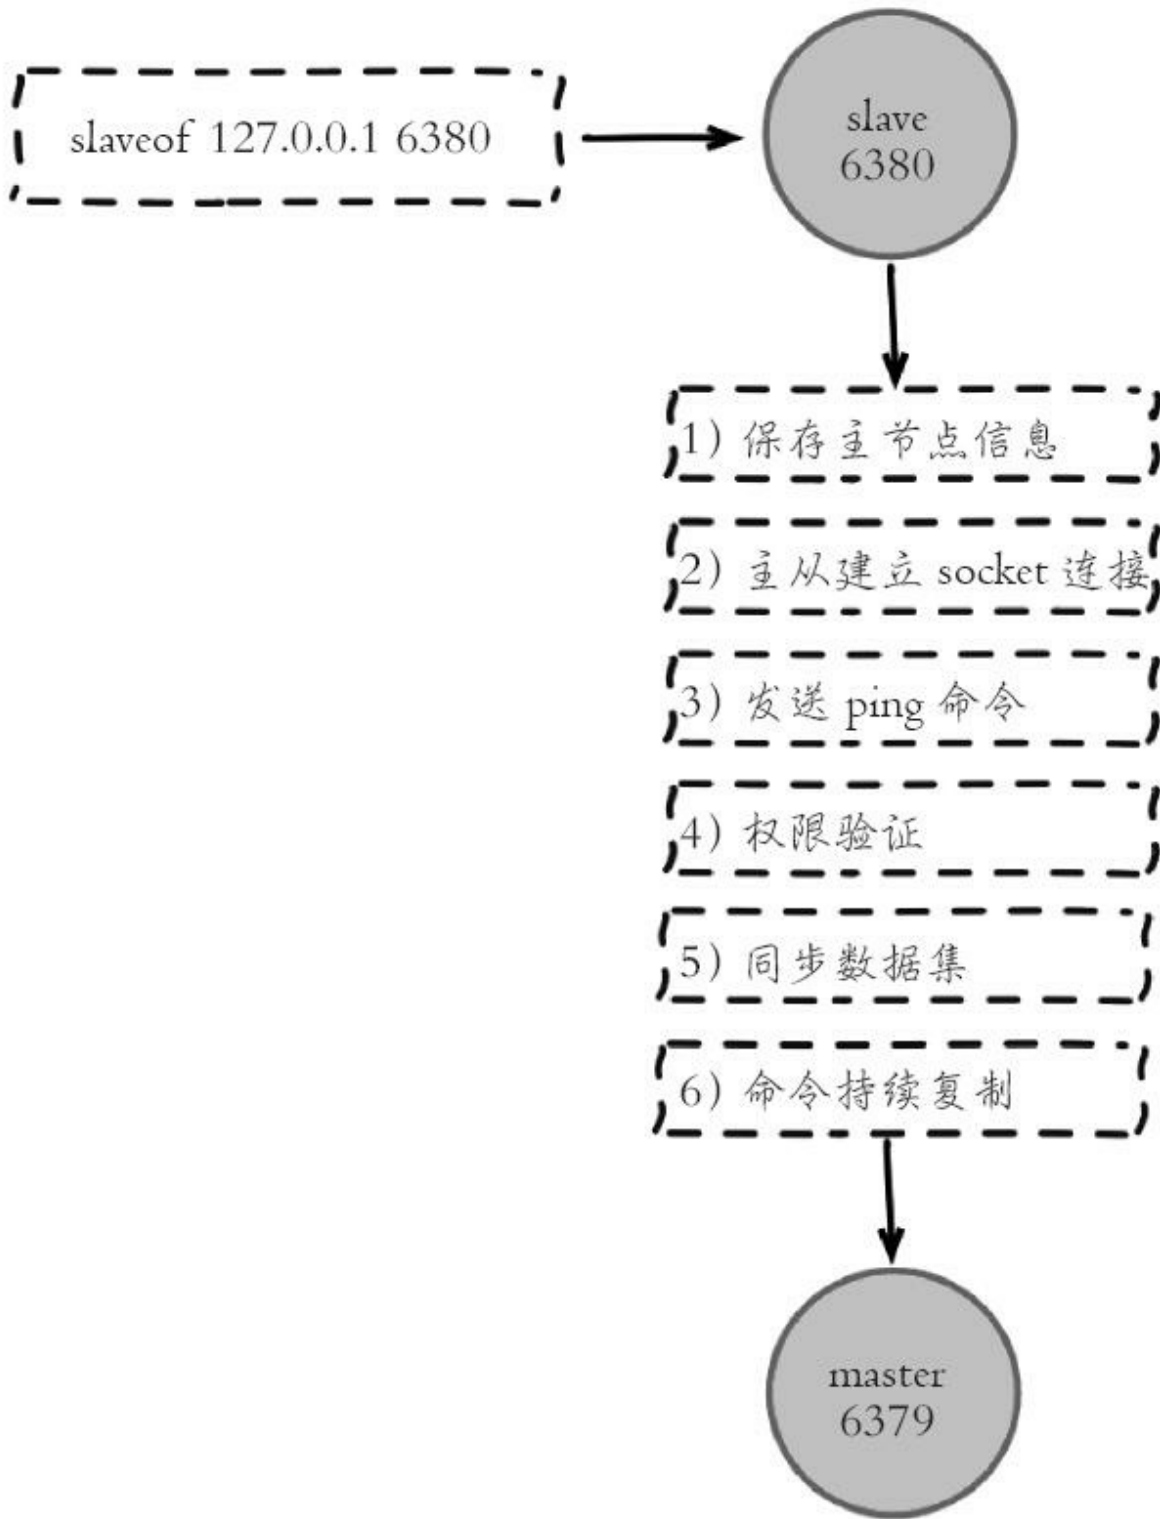 slaveof 127.0.0.1 6380
slave
6380
1) 保存主节点信息
2) 主从建立 socket 连接
3) 发送 ping 命令
4) 权限验证
5) 同步数据集
6) 命令持续复制
master
6379